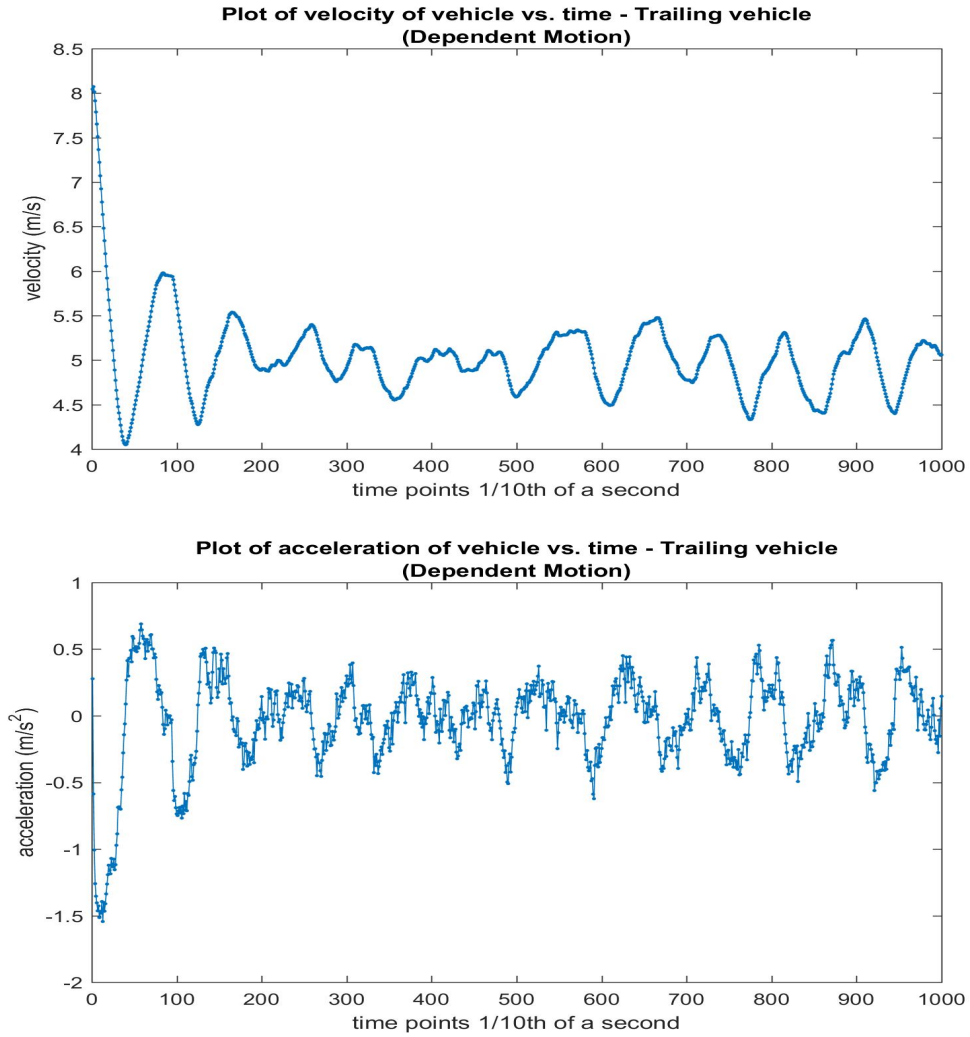 Plot of velocity of vehicle vs. time - Trailing vehicle
(Dependent Motion)
8.5
8
7.5
7
6.5
6
5.5
5
4.5
4
velocity (m/s)
0 100 200 300 400 500 600 700 800 900 1000
time points 1/10th of a second
Plot of acceleration of vehicle vs. time - Trailing vehicle
(Dependent Motion)
1
0.5
0
-0.5
-1
-1.5
-2
acceleration (m/s²)
0 100 200 300 400 500 600 700 800 900 1000
time points 1/10th of a second